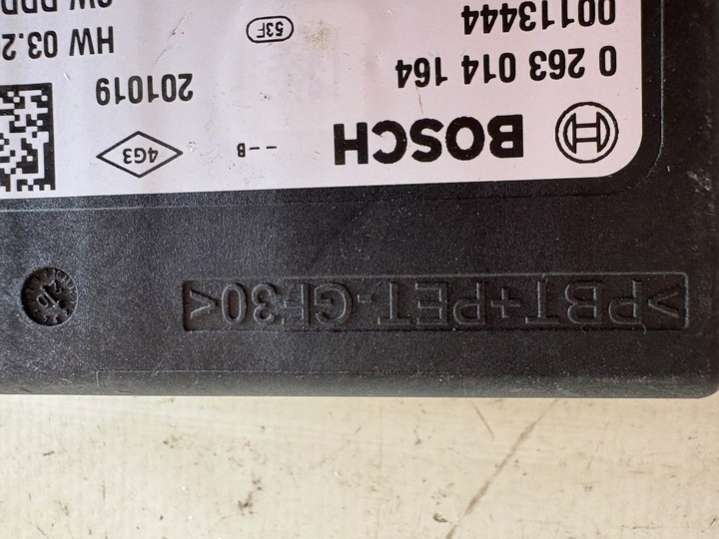 >PBT+PET-GF30<
BOSCH
--B
4G3
0 263 014 164
201019
00113444
53F
HW 03.2